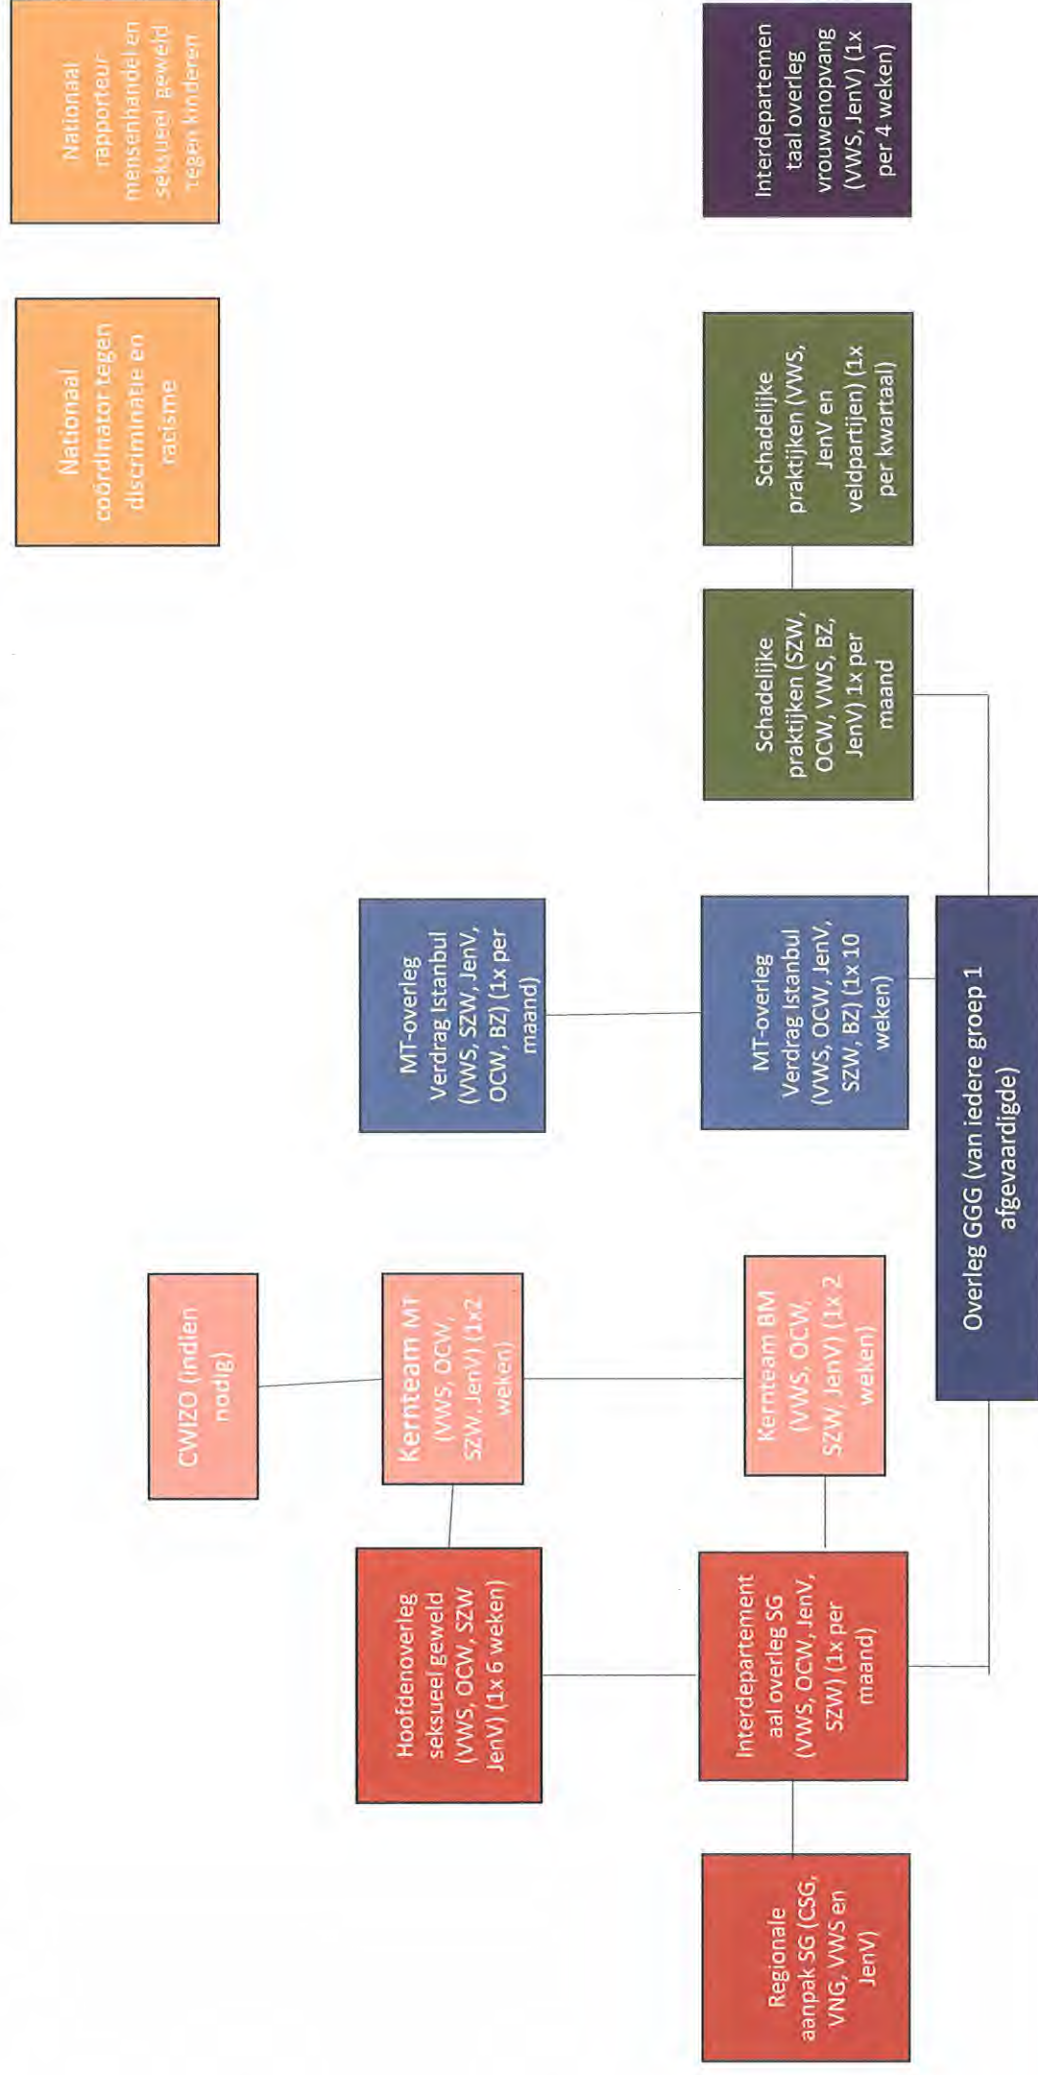 Nationaal
coördinator tegen
discriminatie en
racisme
Nationaal
rapporteur
mensenhandel en
seksueel geweld
tegen kinderen
CWIZO (indien
nodig)
Hoofdenoverleg
seksueel geweld
(VWS, OCW, SZW
JenV) (1x 6 weken)
Kernteam MT
(VWS, OCW,
SZW, JenV) (1x2
weken)
MT-overleg
Verdrag Istanbul
(VWS, SZW, JenV,
OCW, BZ) (1x per
maand)
Regionale
aanpak SG (CSG,
VNG, VWS en
JenV)
Interdepartement
aal overleg SG
(VWS, OCW, JenV,
SZW) (1x per
maand)
Kernteam BM
(VWS, OCW,
SZW, JenV) (1x 2
weken)
MT-overleg
Verdrag Istanbul
(VWS, OCW, JenV,
SZW, BZ) (1x 10
weken)
Schadelijke
praktijken (SZW,
OCW, VWS, BZ,
JenV) 1x per
maand
Schadelijke
praktijken (VWS,
JenV en
veldpartijen) (1x
per kwartaal)
Interdepartemen
taal overleg
vrouwenopvang
(VWS, JenV) (1x
per 4 weken)
Overleg GGG (van iedere groep 1
afgevaardigde)